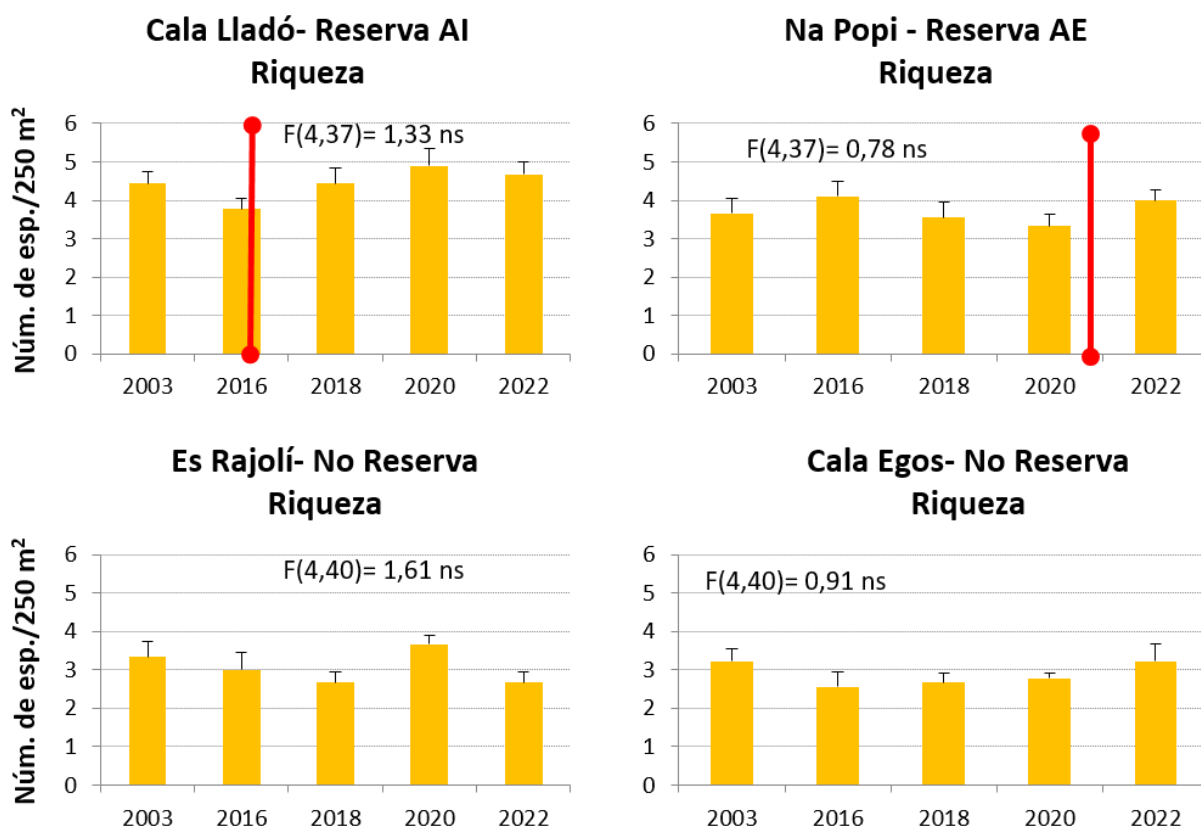 Cala Lladó- Reserva AI
Riqueza
Núm. de esp./250 m²
6
5
4
3
2
1
0
F(4,37)= 1,33 ns
2003 2016 2018 2020 2022
Na Popi - Reserva AE
Riqueza
6
5
4
3
2
1
0
F(4,37)= 0,78 ns
2003 2016 2018 2020 2022
Es Rajolí- No Reserva
Riqueza
Núm. de esp./250 m²
6
5
4
3
2
1
0
F(4,40)= 1,61 ns
2003 2016 2018 2020 2022
Cala Egos- No Reserva
Riqueza
6
5
4
3
2
1
0
F(4,40)= 0,91 ns
2003 2016 2018 2020 2022